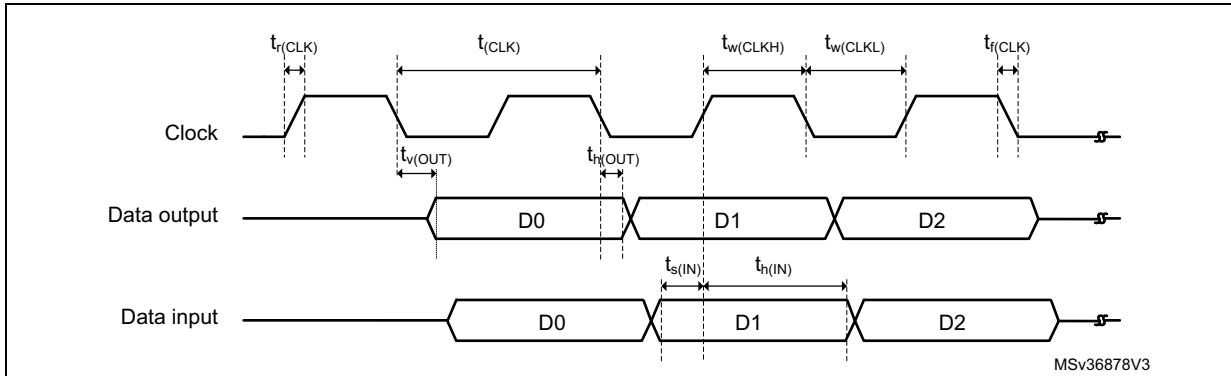 tr(CLK) t(CLK) tw(CLKH) tw(CLKL) tf(CLK)
Clock
tv(OUT) th(OUT)
Data output D0 D1 D2
ts(IN) th(IN)
Data input D0 D1 D2
MSv36878V3